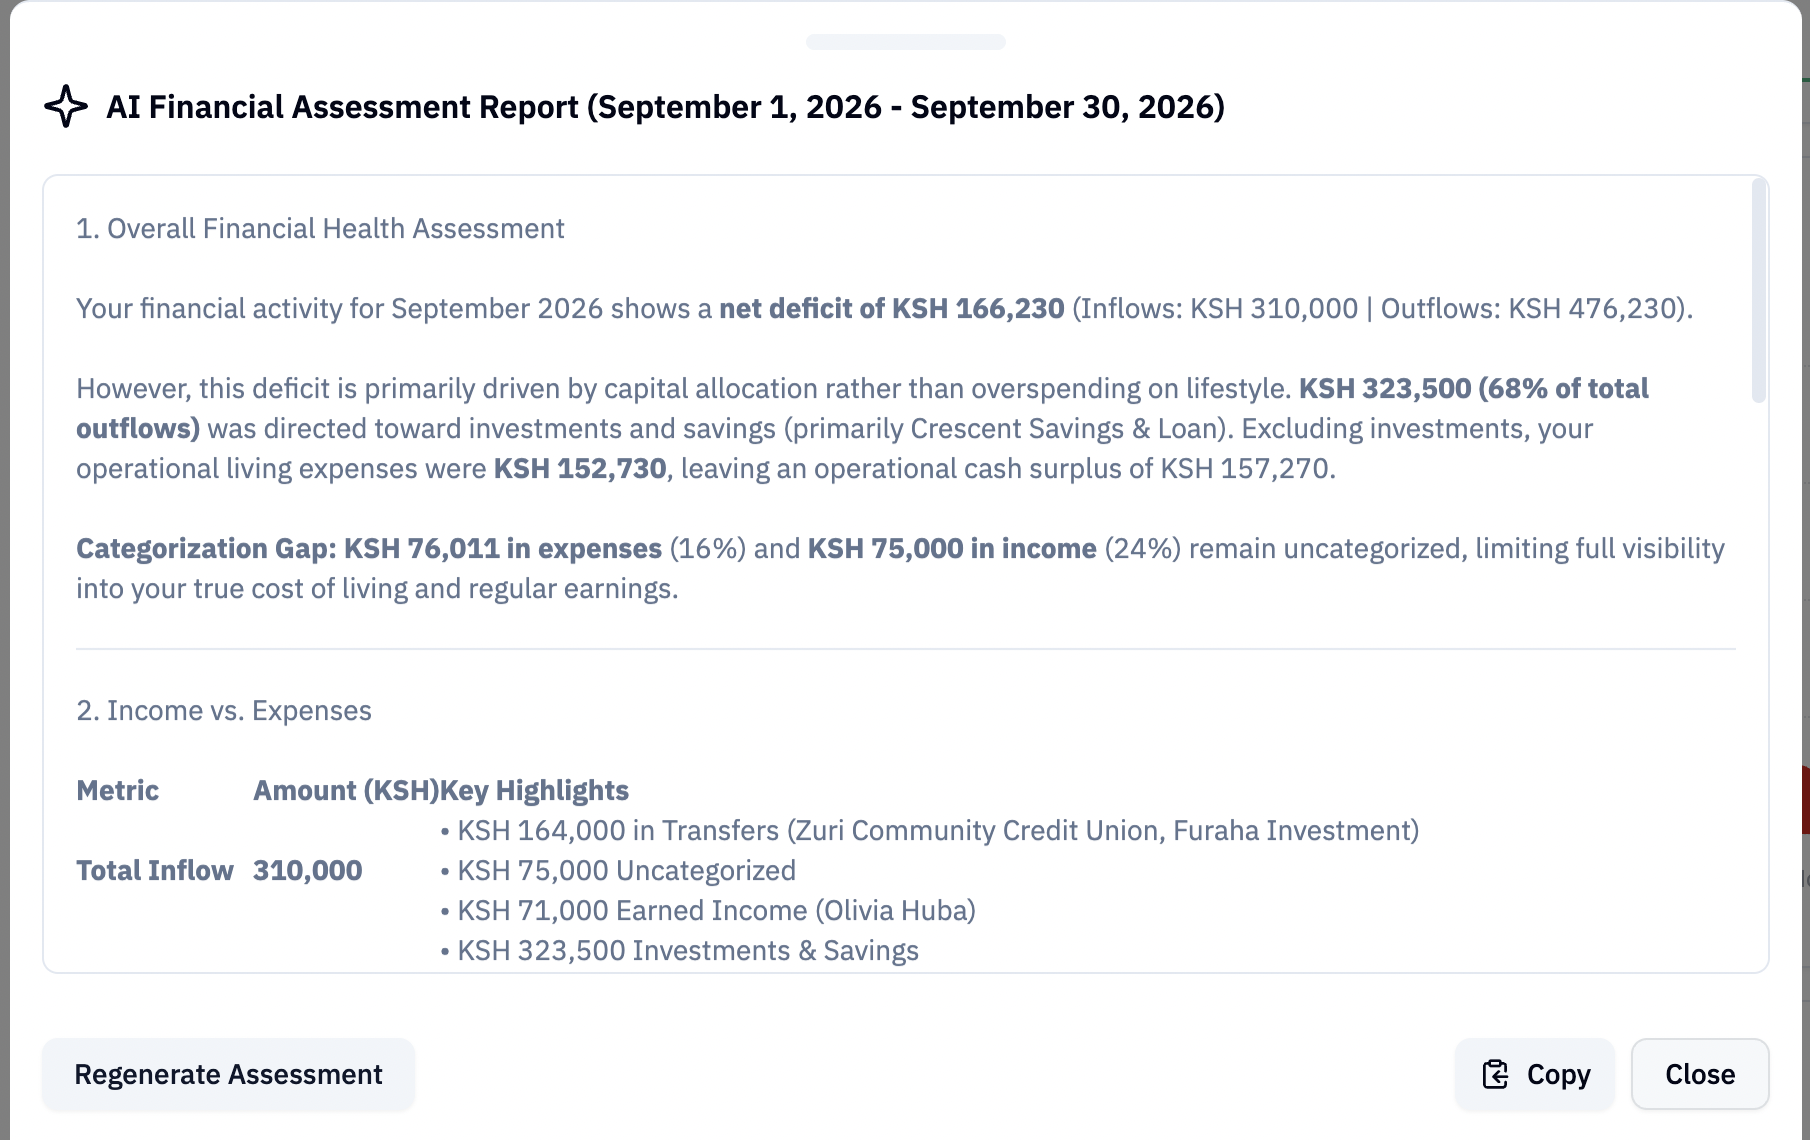 AI Financial Assessment Report (September 1, 2026 - September 30, 2026)
1. Overall Financial Health Assessment
Your financial activity for September 2026 shows a net deficit of KSH 166,230 (Inflows: KSH 310,000 | Outflows: KSH 476,230).
However, this deficit is primarily driven by capital allocation rather than overspending on lifestyle. KSH 323,500 (68% of total
outflows) was directed toward investments and savings (primarily Crescent Savings & Loan). Excluding investments, your
operational living expenses were KSH 152,730, leaving an operational cash surplus of KSH 157,270.
Categorization Gap: KSH 76,011 in expenses (16%) and KSH 75,000 in income (24%) remain uncategorized, limiting full visibility
into your true cost of living and regular earnings.
2. Income vs. Expenses
Metric Amount (KSH)Key Highlights
• KSH 164,000 in Transfers (Zuri Community Credit Union, Furaha Investment)
Total Inflow 310,000 • KSH 75,000 Uncategorized
• KSH 71,000 Earned Income (Olivia Huba)
• KSH 323,500 Investments & Savings
Regenerate Assessment Copy Close